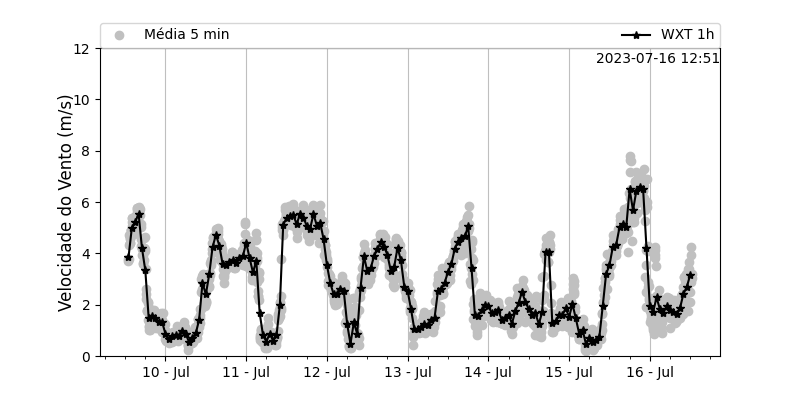 Média 5 min
WXT 1h
2023-07-16 12:51
Velocidade do Vento (m/s)
12
10
8
6
4
2
0
10 - Jul
11 - Jul
12 - Jul
13 - Jul
14 - Jul
15 - Jul
16 - Jul